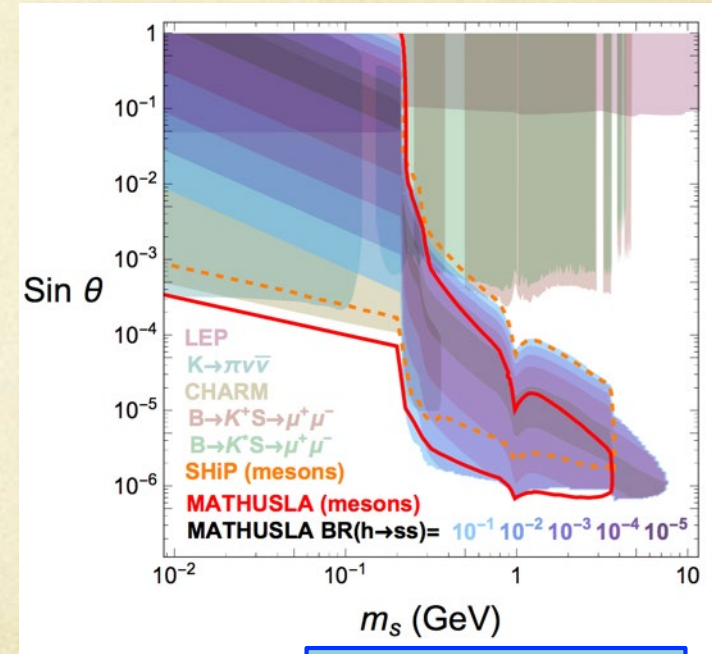 1
10⁻¹
10⁻²
10⁻³
Sin θ
10⁻⁴
10⁻⁵
10⁻⁶
LEP
K→πνν̅
CHARM
B→K⁺S→μ⁺μ⁻
B→K*S→μ⁺μ⁻
SHiP (mesons)
MATHUSLA (mesons)
MATHUSLA BR(h→ss)= 10⁻¹ 10⁻² 10⁻³ 10⁻⁴ 10⁻⁵
10⁻² 10⁻¹ 1 10
mₛ (GeV)